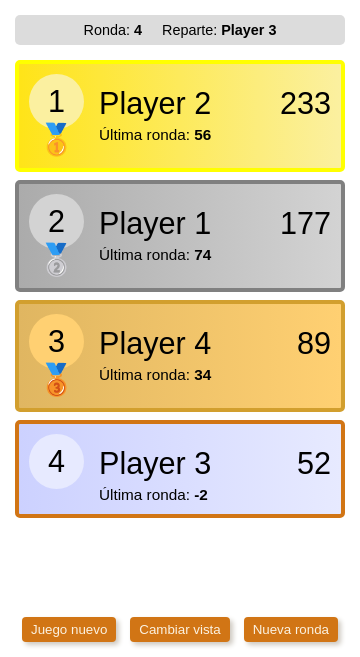 Ronda: 4 Reparte: Player 3
1 Player 2 233
Última ronda: 56
2 Player 1 177
Última ronda: 74
3 Player 4 89
Última ronda: 34
4 Player 3 52
Última ronda: -2
Juego nuevo Cambiar vista Nueva ronda